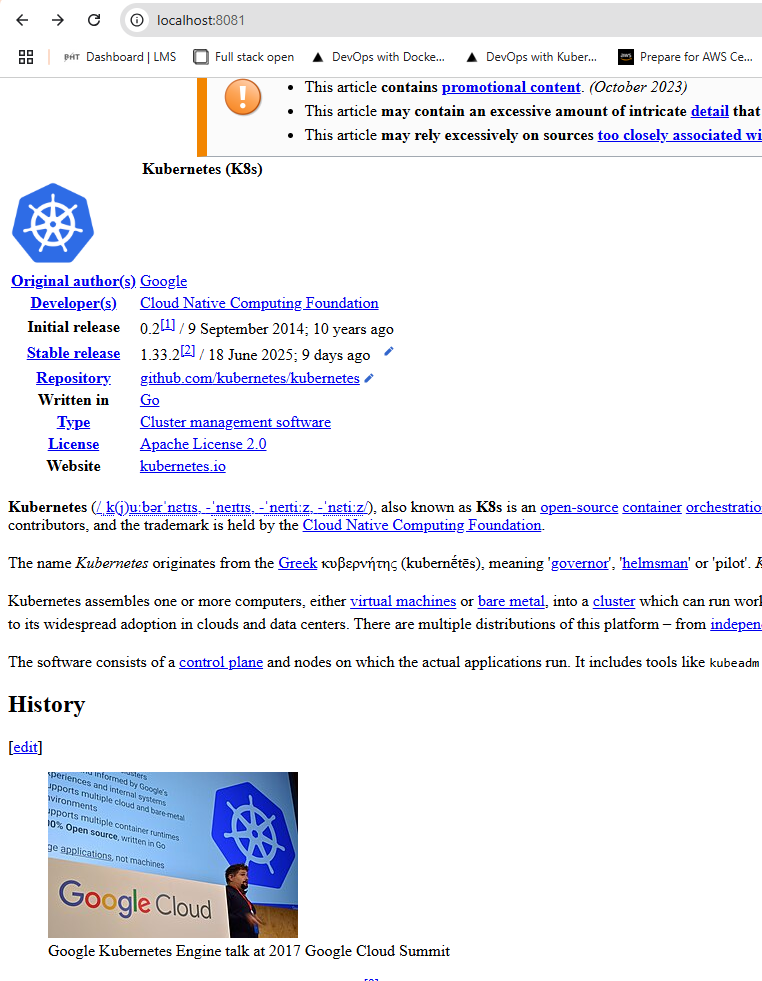 localhost:8081
Dashboard | LMS Full stack open DevOps with Docke... DevOps with Kuber... aws Prepare for AWS Ce...
This article contains promotional content. (October 2023)
This article may contain an excessive amount of intricate detail that
This article may rely excessively on sources too closely associated wi
Kubernetes (K8s)
Original author(s) Google
Developer(s) Cloud Native Computing Foundation
Initial release 0.2[1] / 9 September 2014; 10 years ago
Stable release 1.33.2[2] / 18 June 2025; 9 days ago
Repository github.com/kubernetes/kubernetes
Written in Go
Type Cluster management software
License Apache License 2.0
Website kubernetes.io
Kubernetes (/ˌk(j)uːbərˈnɛtɪs, -ˈneɪtɪs, -ˈneɪtiːz, -ˈnɛtiːz/), also known as K8s is an open-source container orchestratio
contributors, and the trademark is held by the Cloud Native Computing Foundation.
The name Kubernetes originates from the Greek κυβερνήτης (kubernḗtēs), meaning 'governor', 'helmsman' or 'pilot'. K
Kubernetes assembles one or more computers, either virtual machines or bare metal, into a cluster which can run wor
to its widespread adoption in clouds and data centers. There are multiple distributions of this platform – from indepen
The software consists of a control plane and nodes on which the actual applications run. It includes tools like kubeadm
History
[edit]
informed by Google's
periences and internal systems
upports multiple cloud and bare-metal
vironments
upports multiple container runtimes
00% Open source, written in Go
ge applications, not machines
Google Cloud
Google Kubernetes Engine talk at 2017 Google Cloud Summit